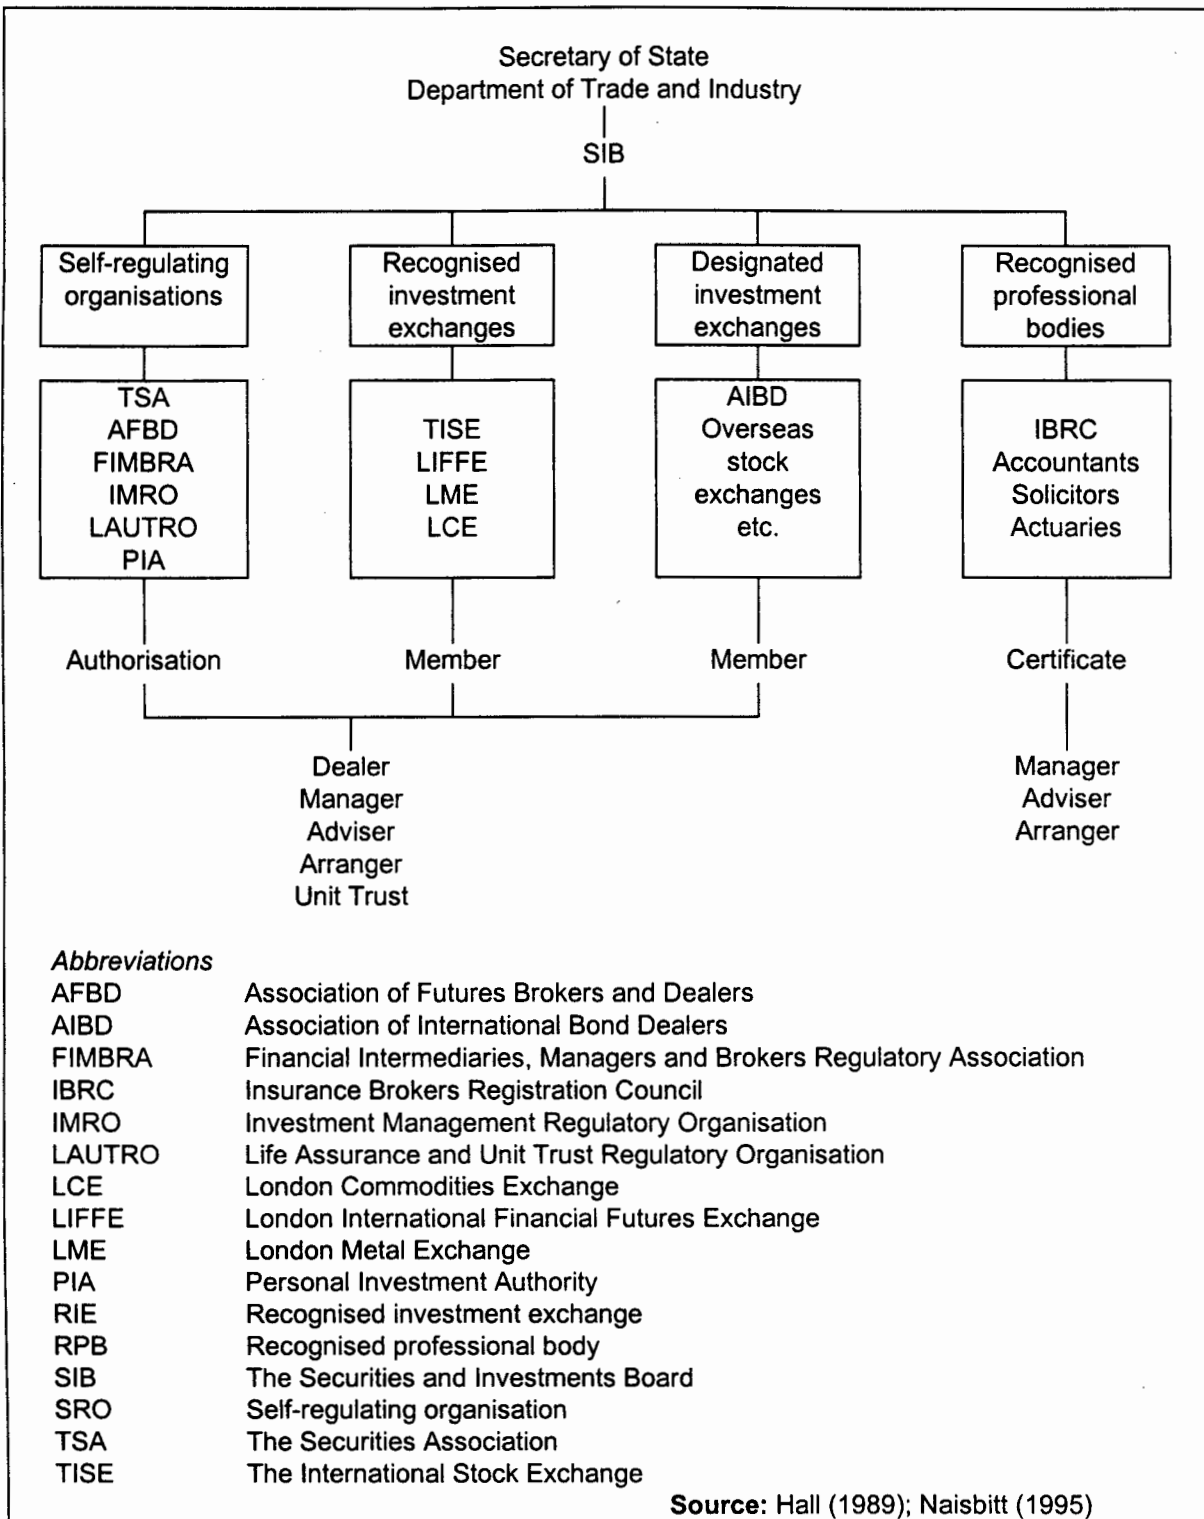 Secretary of State
Department of Trade and Industry
SIB
Self-regulating
organisations
Recognised
investment
exchanges
Designated
investment
exchanges
Recognised
professional
bodies
TSA
AFBD
FIMBRA
IMRO
LAUTRO
PIA
TISE
LIFFE
LME
LCE
AIBD
Overseas
stock
exchanges
etc.
IBRC
Accountants
Solicitors
Actuaries
Authorisation
Member
Member
Certificate
Dealer
Manager
Adviser
Arranger
Unit Trust
Manager
Adviser
Arranger
Abbreviations
AFBD Association of Futures Brokers and Dealers
AIBD Association of International Bond Dealers
FIMBRA Financial Intermediaries, Managers and Brokers Regulatory Association
IBRC Insurance Brokers Registration Council
IMRO Investment Management Regulatory Organisation
LAUTRO Life Assurance and Unit Trust Regulatory Organisation
LCE London Commodities Exchange
LIFFE London International Financial Futures Exchange
LME London Metal Exchange
PIA Personal Investment Authority
RIE Recognised investment exchange
RPB Recognised professional body
SIB The Securities and Investments Board
SRO Self-regulating organisation
TSA The Securities Association
TISE The International Stock Exchange
Source: Hall (1989); Naisbitt (1995)